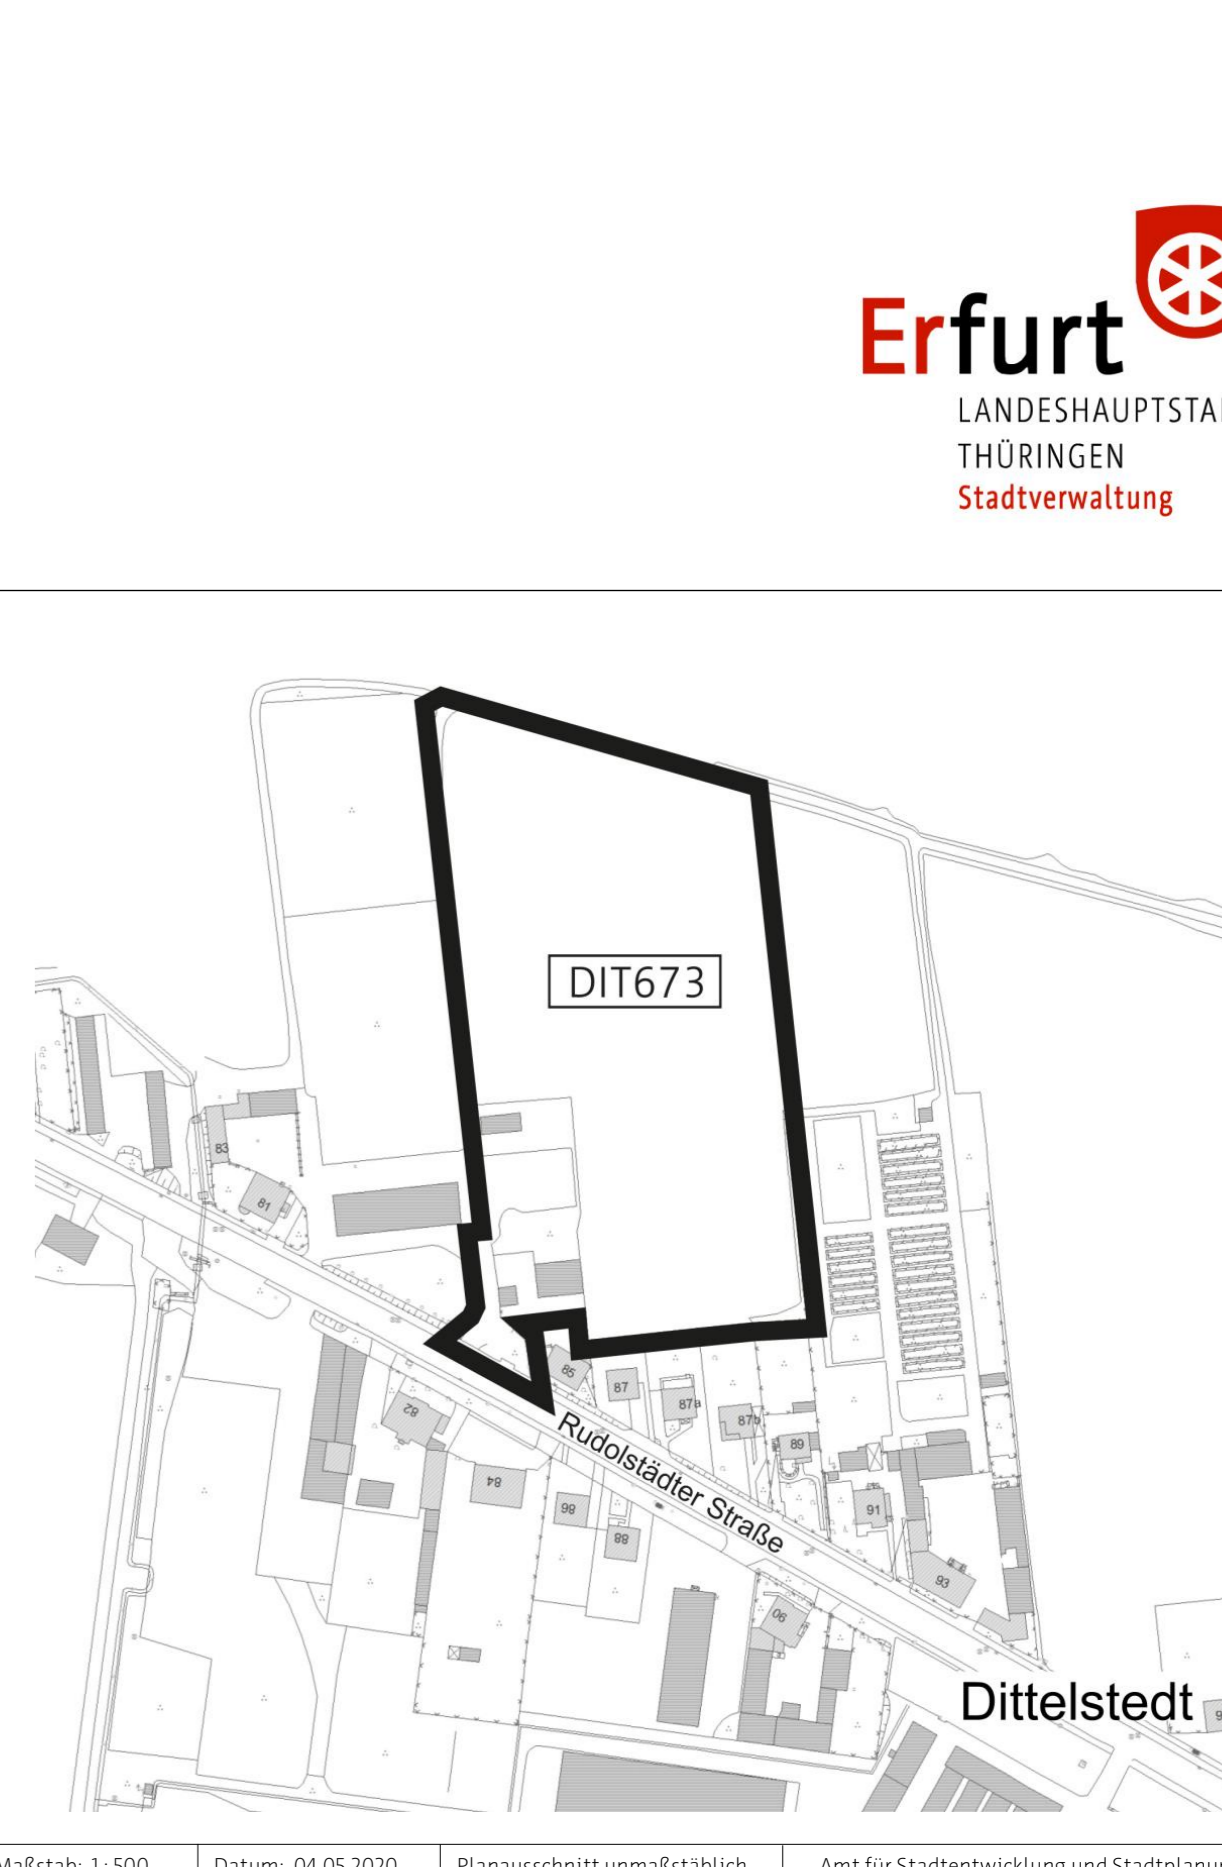 Erfurt
LANDESHAUPTSTA
THÜRINGEN
Stadtverwaltung
DIT673
83
81
85
87
87a
87b
82
89
84
86
88
91
93
90
Rudolstädter Straße
Dittelstedt
9
Maßstab: 1:500
Datum: 04.05.2020
Planausschnitt unmaßstäblich
Amt für Stadtentwicklung und Stadtplanu